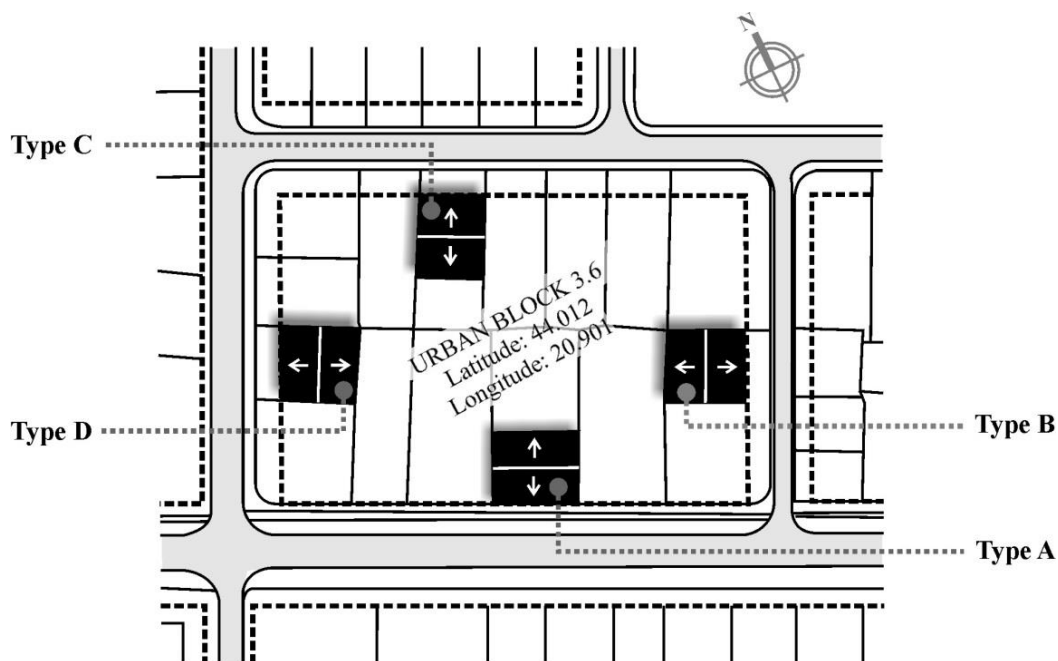 N
Type C
URBAN BLOCK 3.6
Latitude: 44.012
Longitude: 20.901
Type D
Type B
Type A